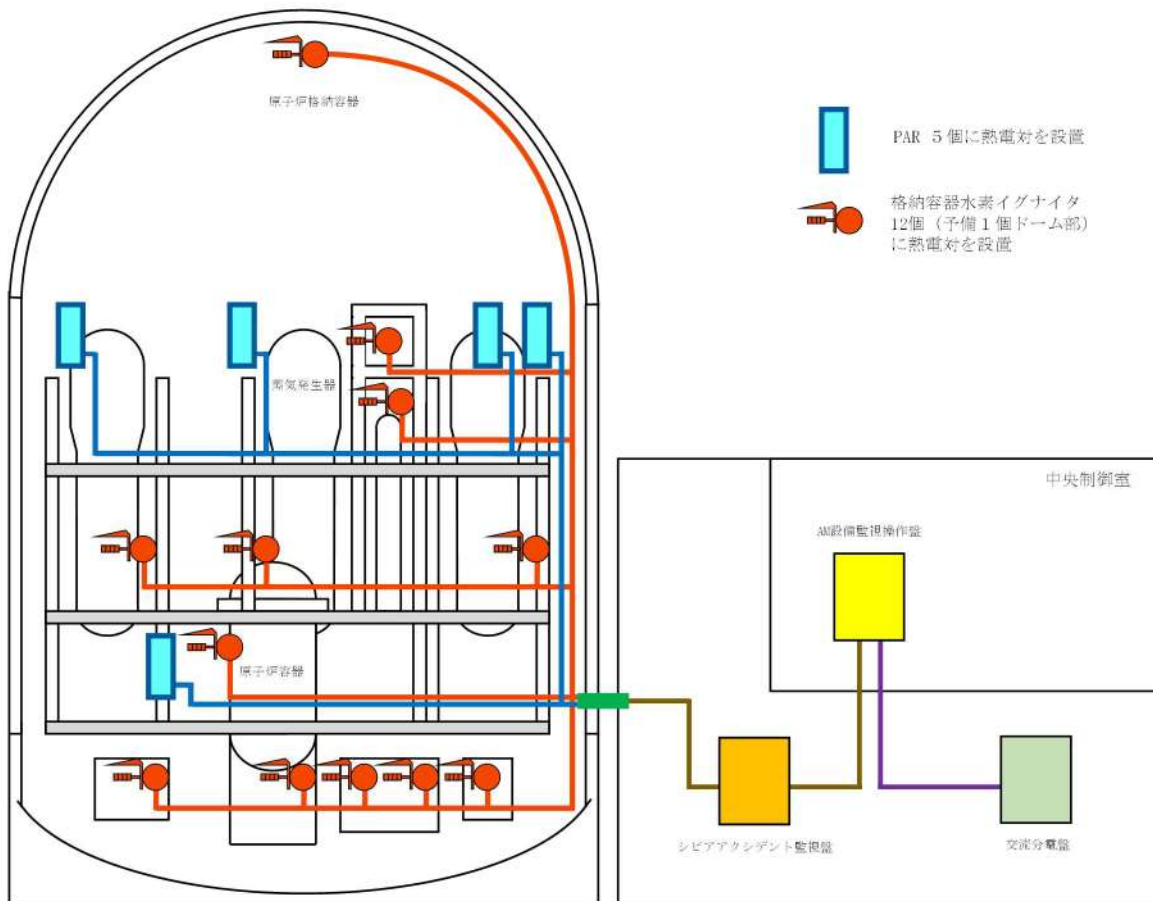 原子炉格納容器
PAR 5個に熱電対を設置
格納容器水素イグナイタ
12個（予備１個ドーム部）
に熱電対を設置
蒸気発生器
中央制御室
AM設備監視操作盤
原子炉容器
シビアアクシデント監視盤
交流分電盤